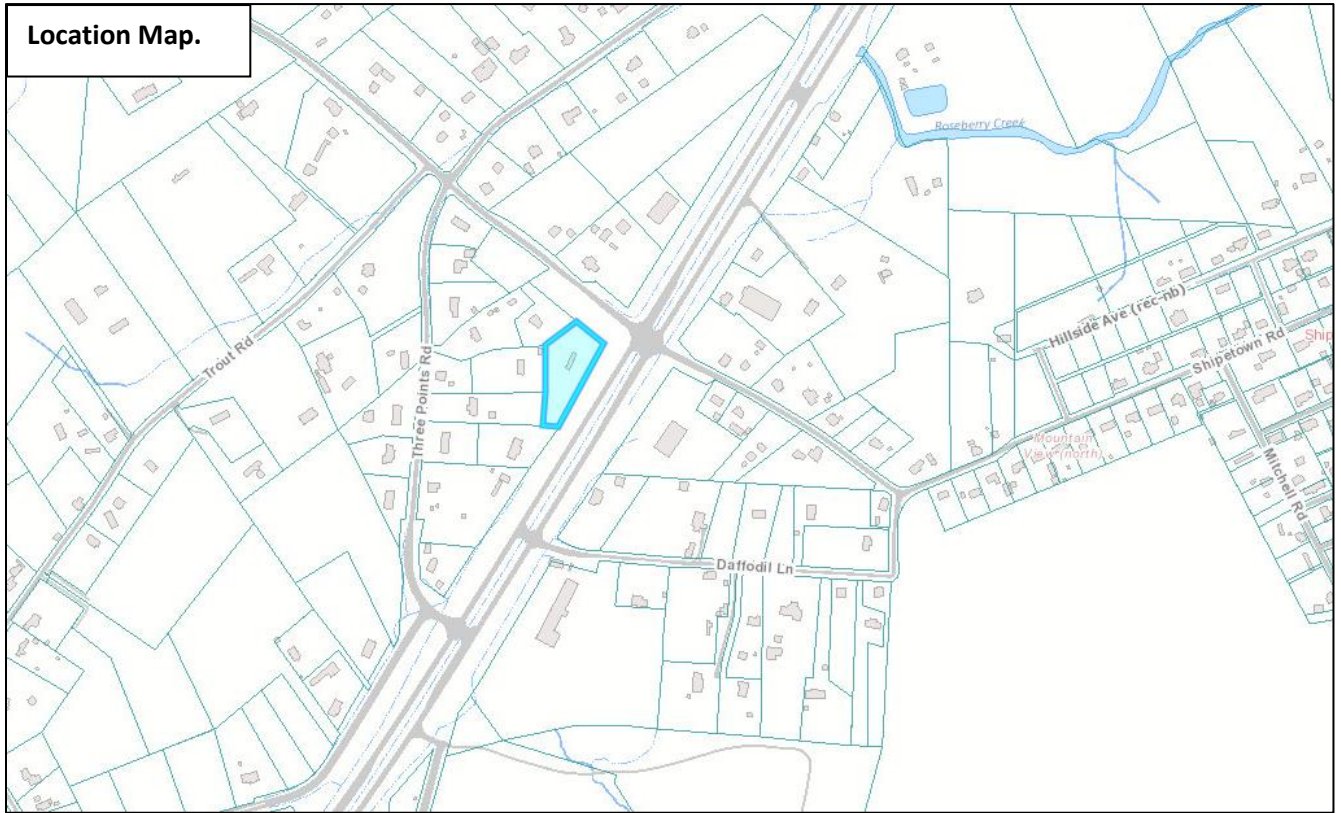 Location Map.
Roseberry Creek
Hillside Ave (rec-nb)
Shipetown Rd
Ship
Trout Rd
Three Points Rd
Mountain
View (north)
Mitchell Rd
Daffodil Ln